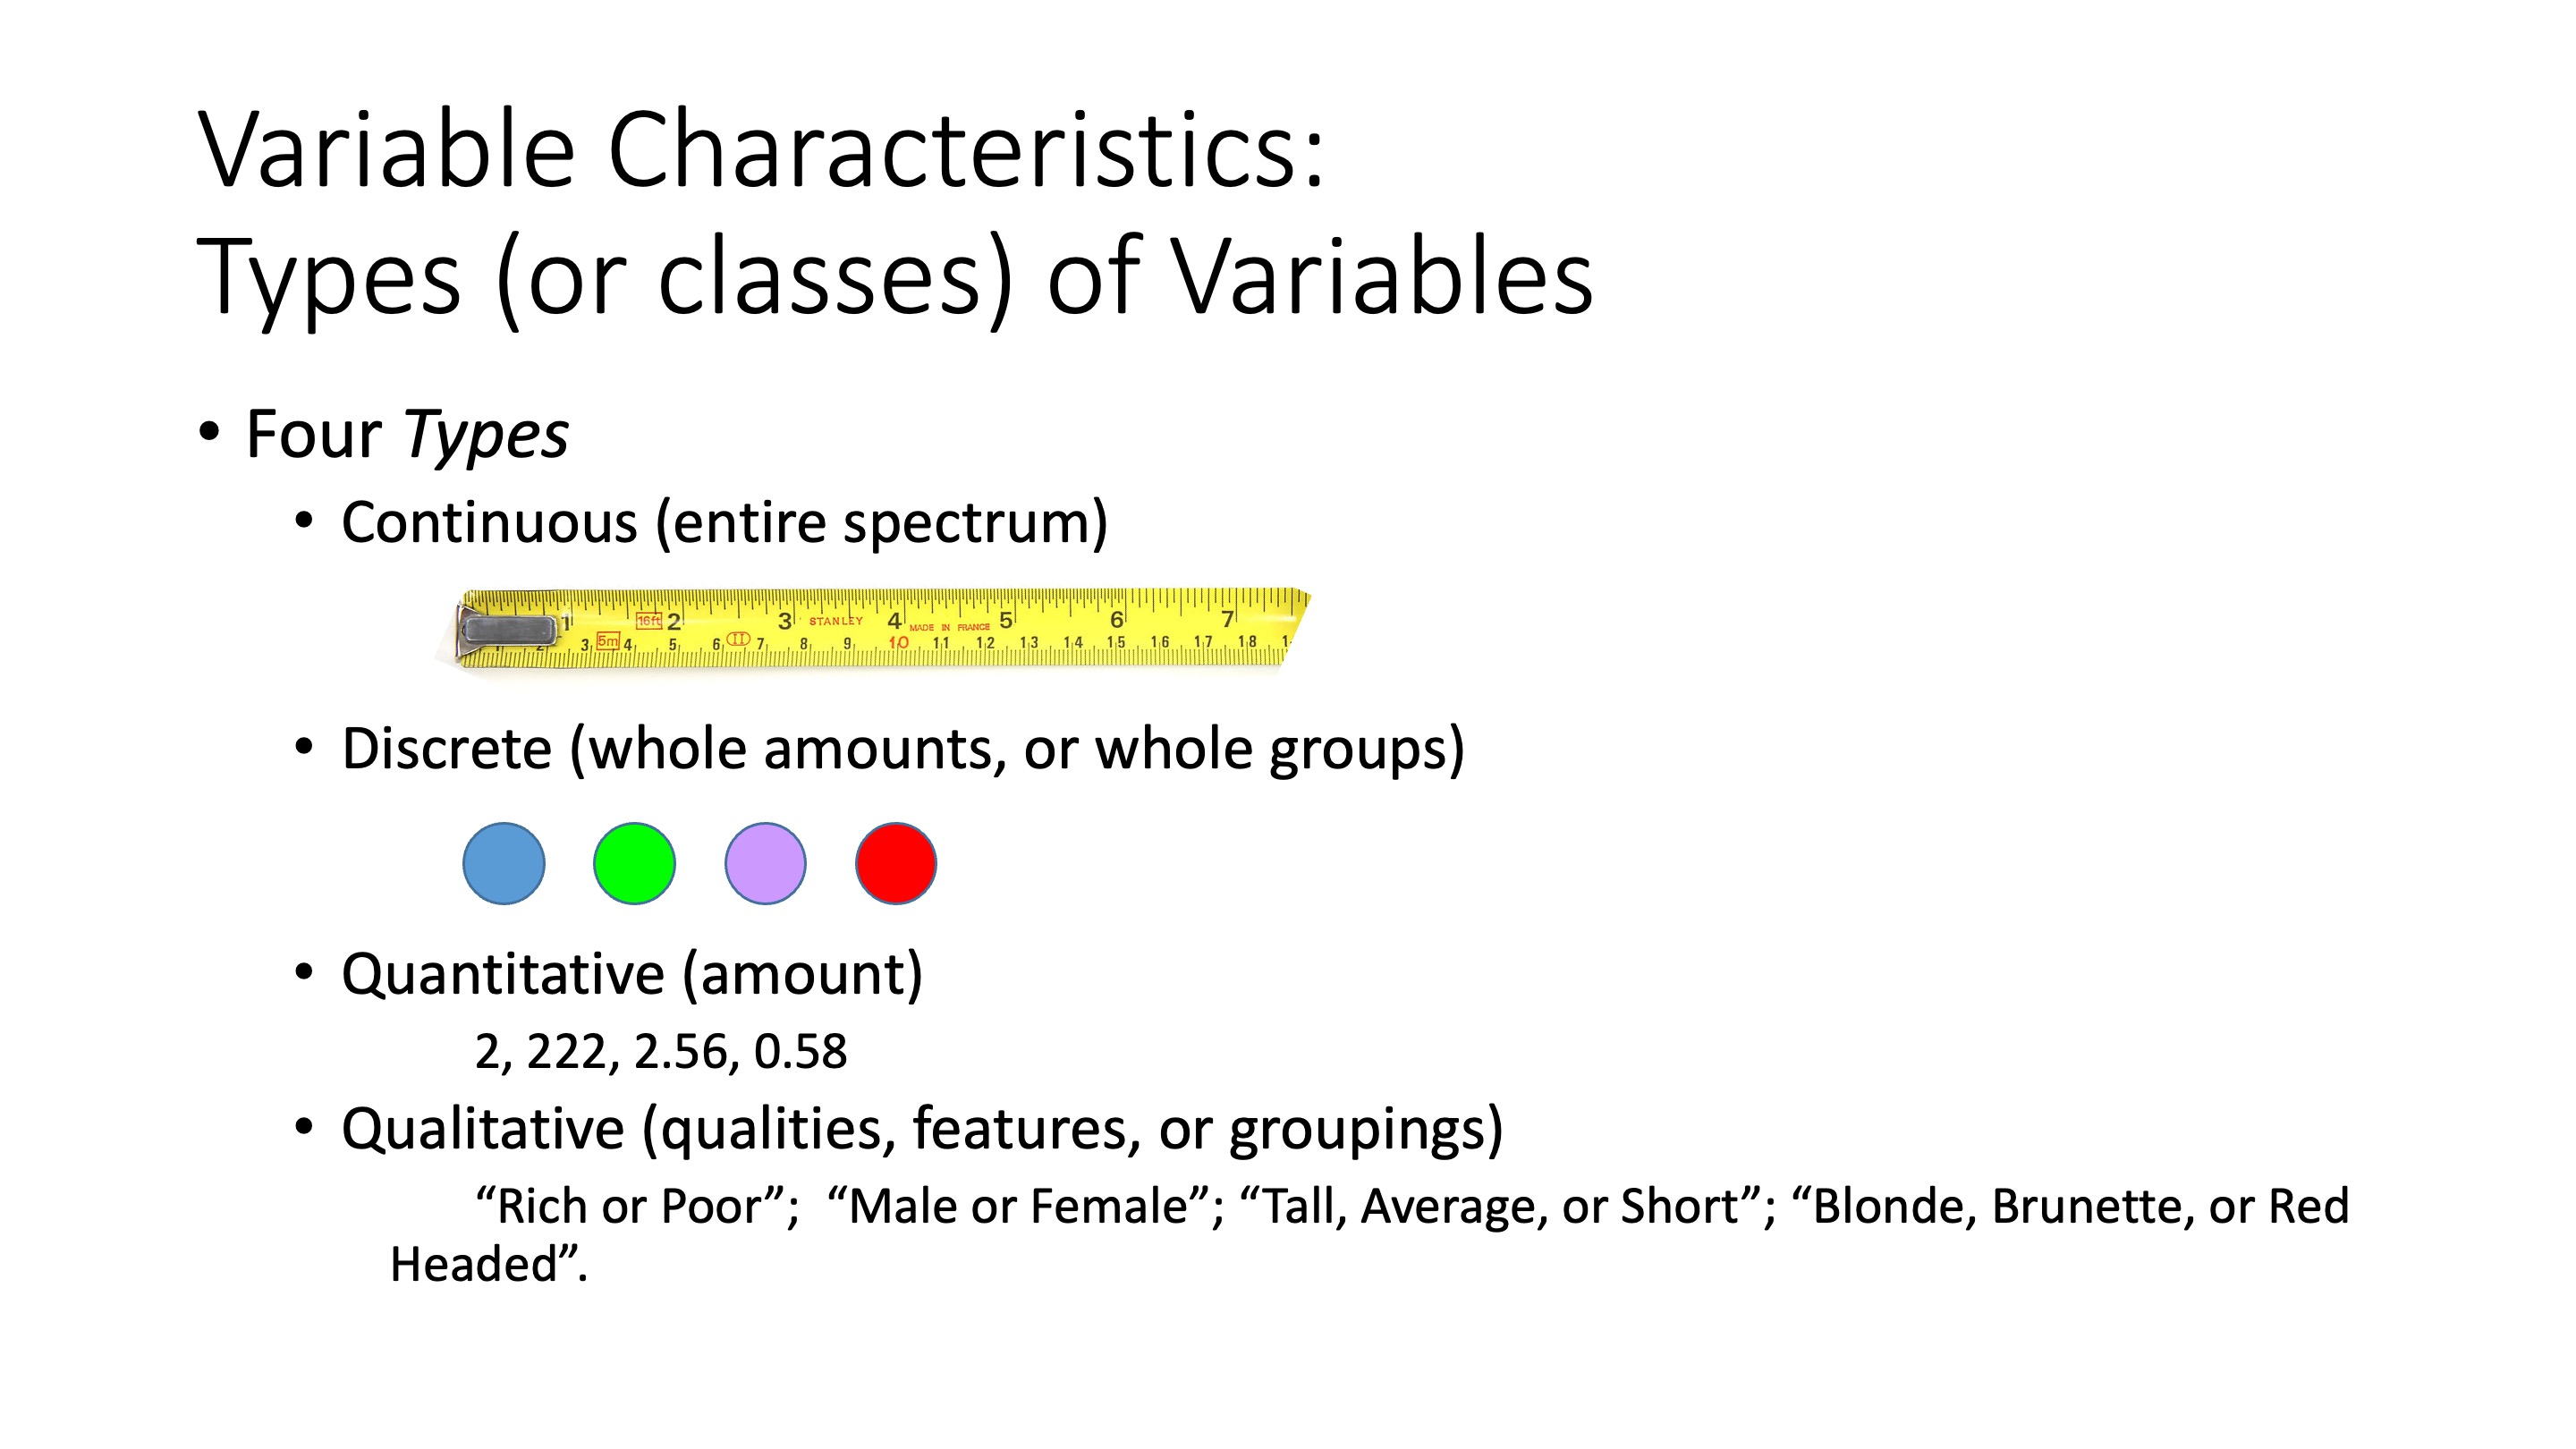 Variable Characteristics:
Types (or classes) of Variables
• Four Types
• Continuous (entire spectrum)
1 16ft 2 3 STANLEY 4 MADE IN FRANCE 5 6 7
1 2 3 5m 4 5 6 II 7 8 9 10 11 12 13 14 15 16 17 18 1
• Discrete (whole amounts, or whole groups)
• Quantitative (amount)
2, 222, 2.56, 0.58
• Qualitative (qualities, features, or groupings)
“Rich or Poor”;  “Male or Female”; “Tall, Average, or Short”; “Blonde, Brunette, or Red
Headed”.